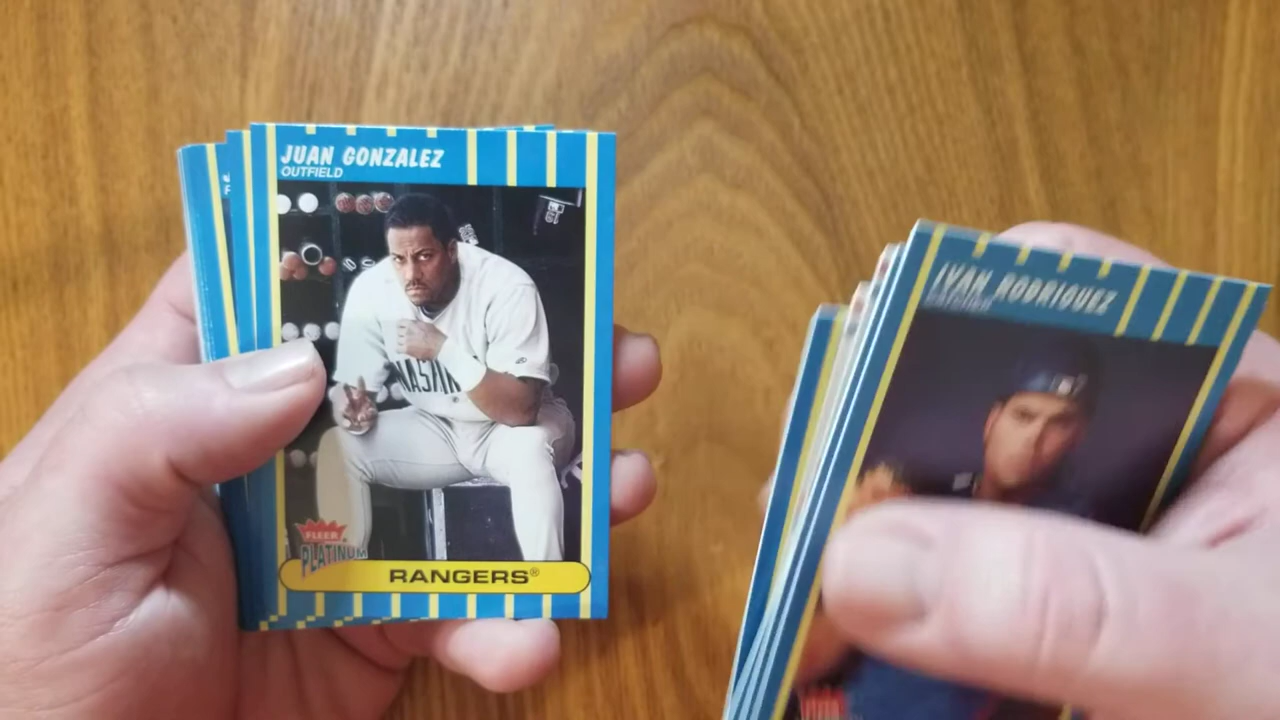 JUAN GONZALEZ
OUTFIELD
FLEER
PLATINUM
RANGERS®
IVAN RODRIGUEZ